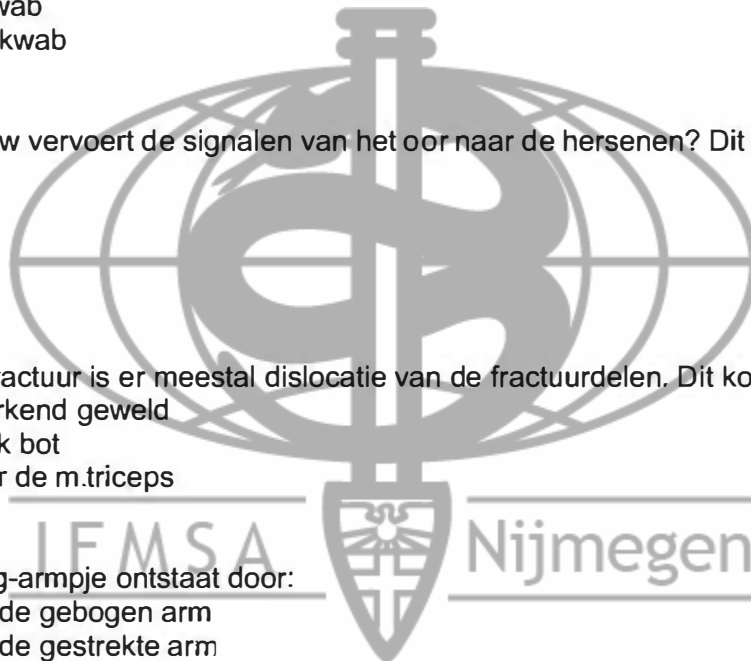 wab
kwab
w vervoert de signalen van het oor naar de hersenen? Dit
actuur is er meestal dislocatie van de fractuurdelen. Dit ko
rkend geweld
k bot
r de m.triceps
IFMSA Nijmegen
g-armpje ontstaat door:
de gebogen arm
de gestrekte arm